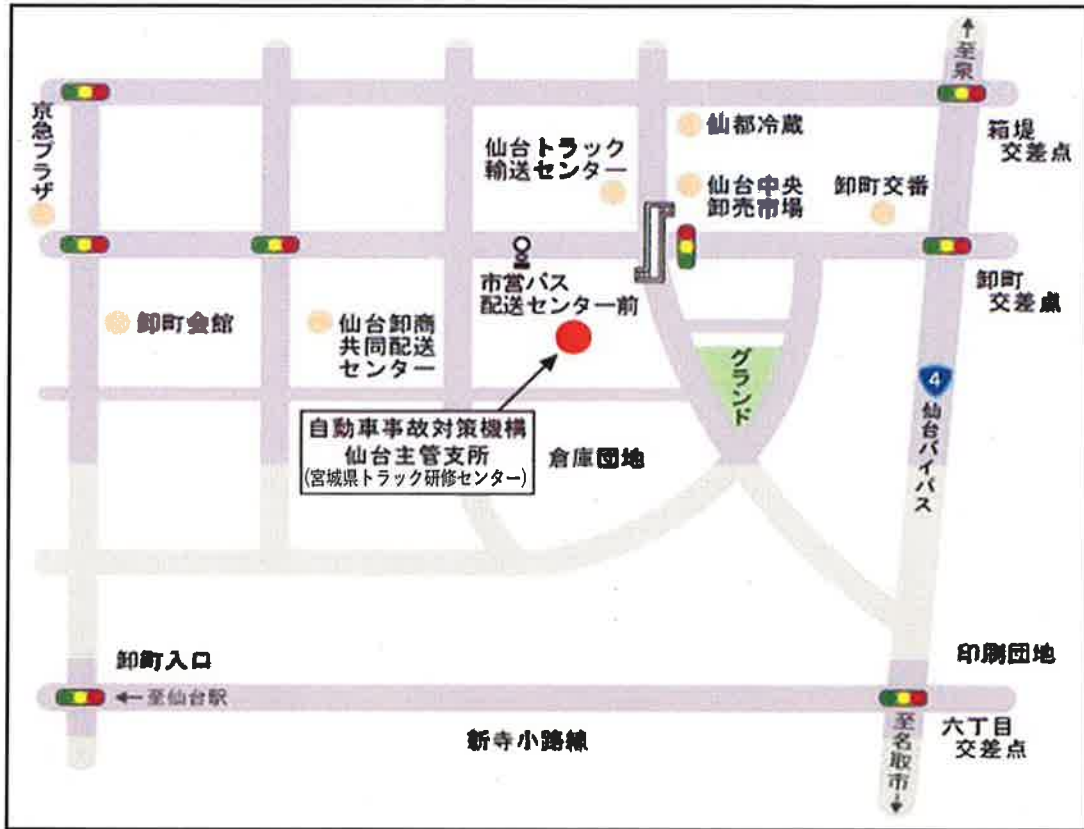 至泉
京急プラザ
仙都冷蔵
箱堤
交差点
仙台トラック
輸送センター
仙台中央
卸売市場
卸町交番
市営バス
配送センター前
卸町
交差点
卸町会館
仙台卸商
共同配送
センター
グランド
4
仙台バイパス
自動車事故対策機構
仙台主管支所
(宮城県トラック研修センター)
倉庫団地
卸町入口
印刷団地
←至仙台駅
六丁目
交差点
新寺小路線
至名取市